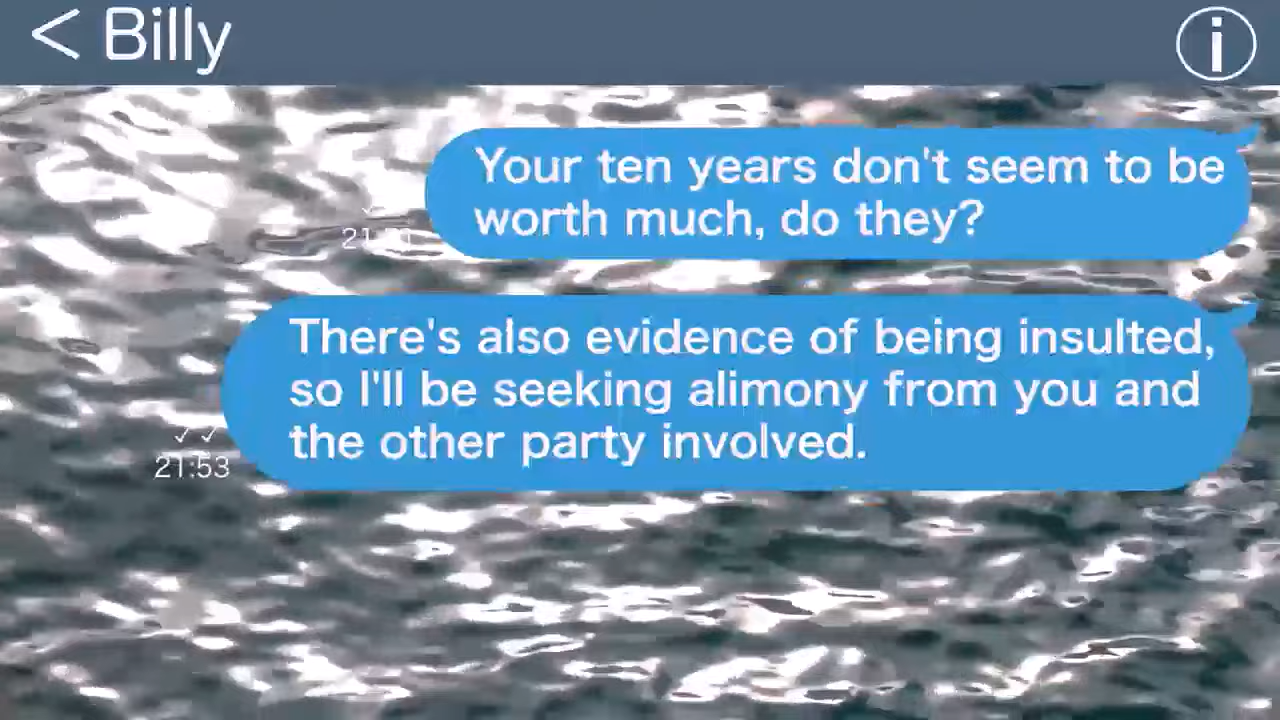 < Billy
i
Your ten years don't seem to be
worth much, do they?
There's also evidence of being insulted,
so I'll be seeking alimony from you and
the other party involved.
21:53